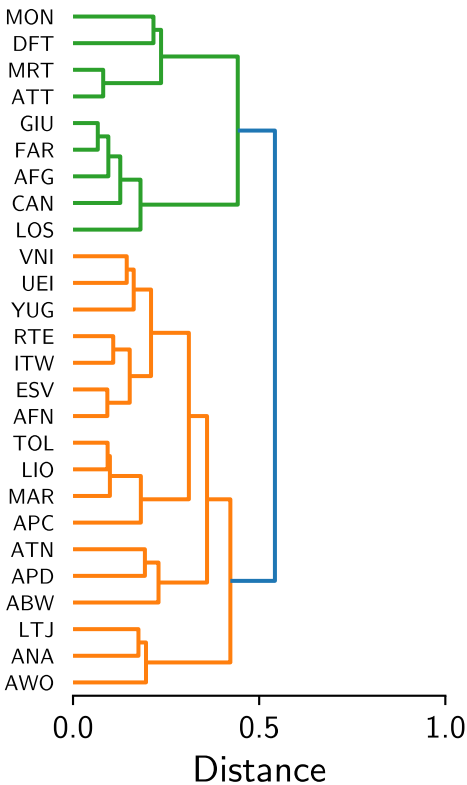 MON
DFT
MRT
ATT
GIU
FAR
AFG
CAN
LOS
VNI
UEI
YUG
RTE
ITW
ESV
AFN
TOL
LIO
MAR
APC
ATN
APD
ABW
LTJ
ANA
AWO
0.0 0.5 1.0
Distance